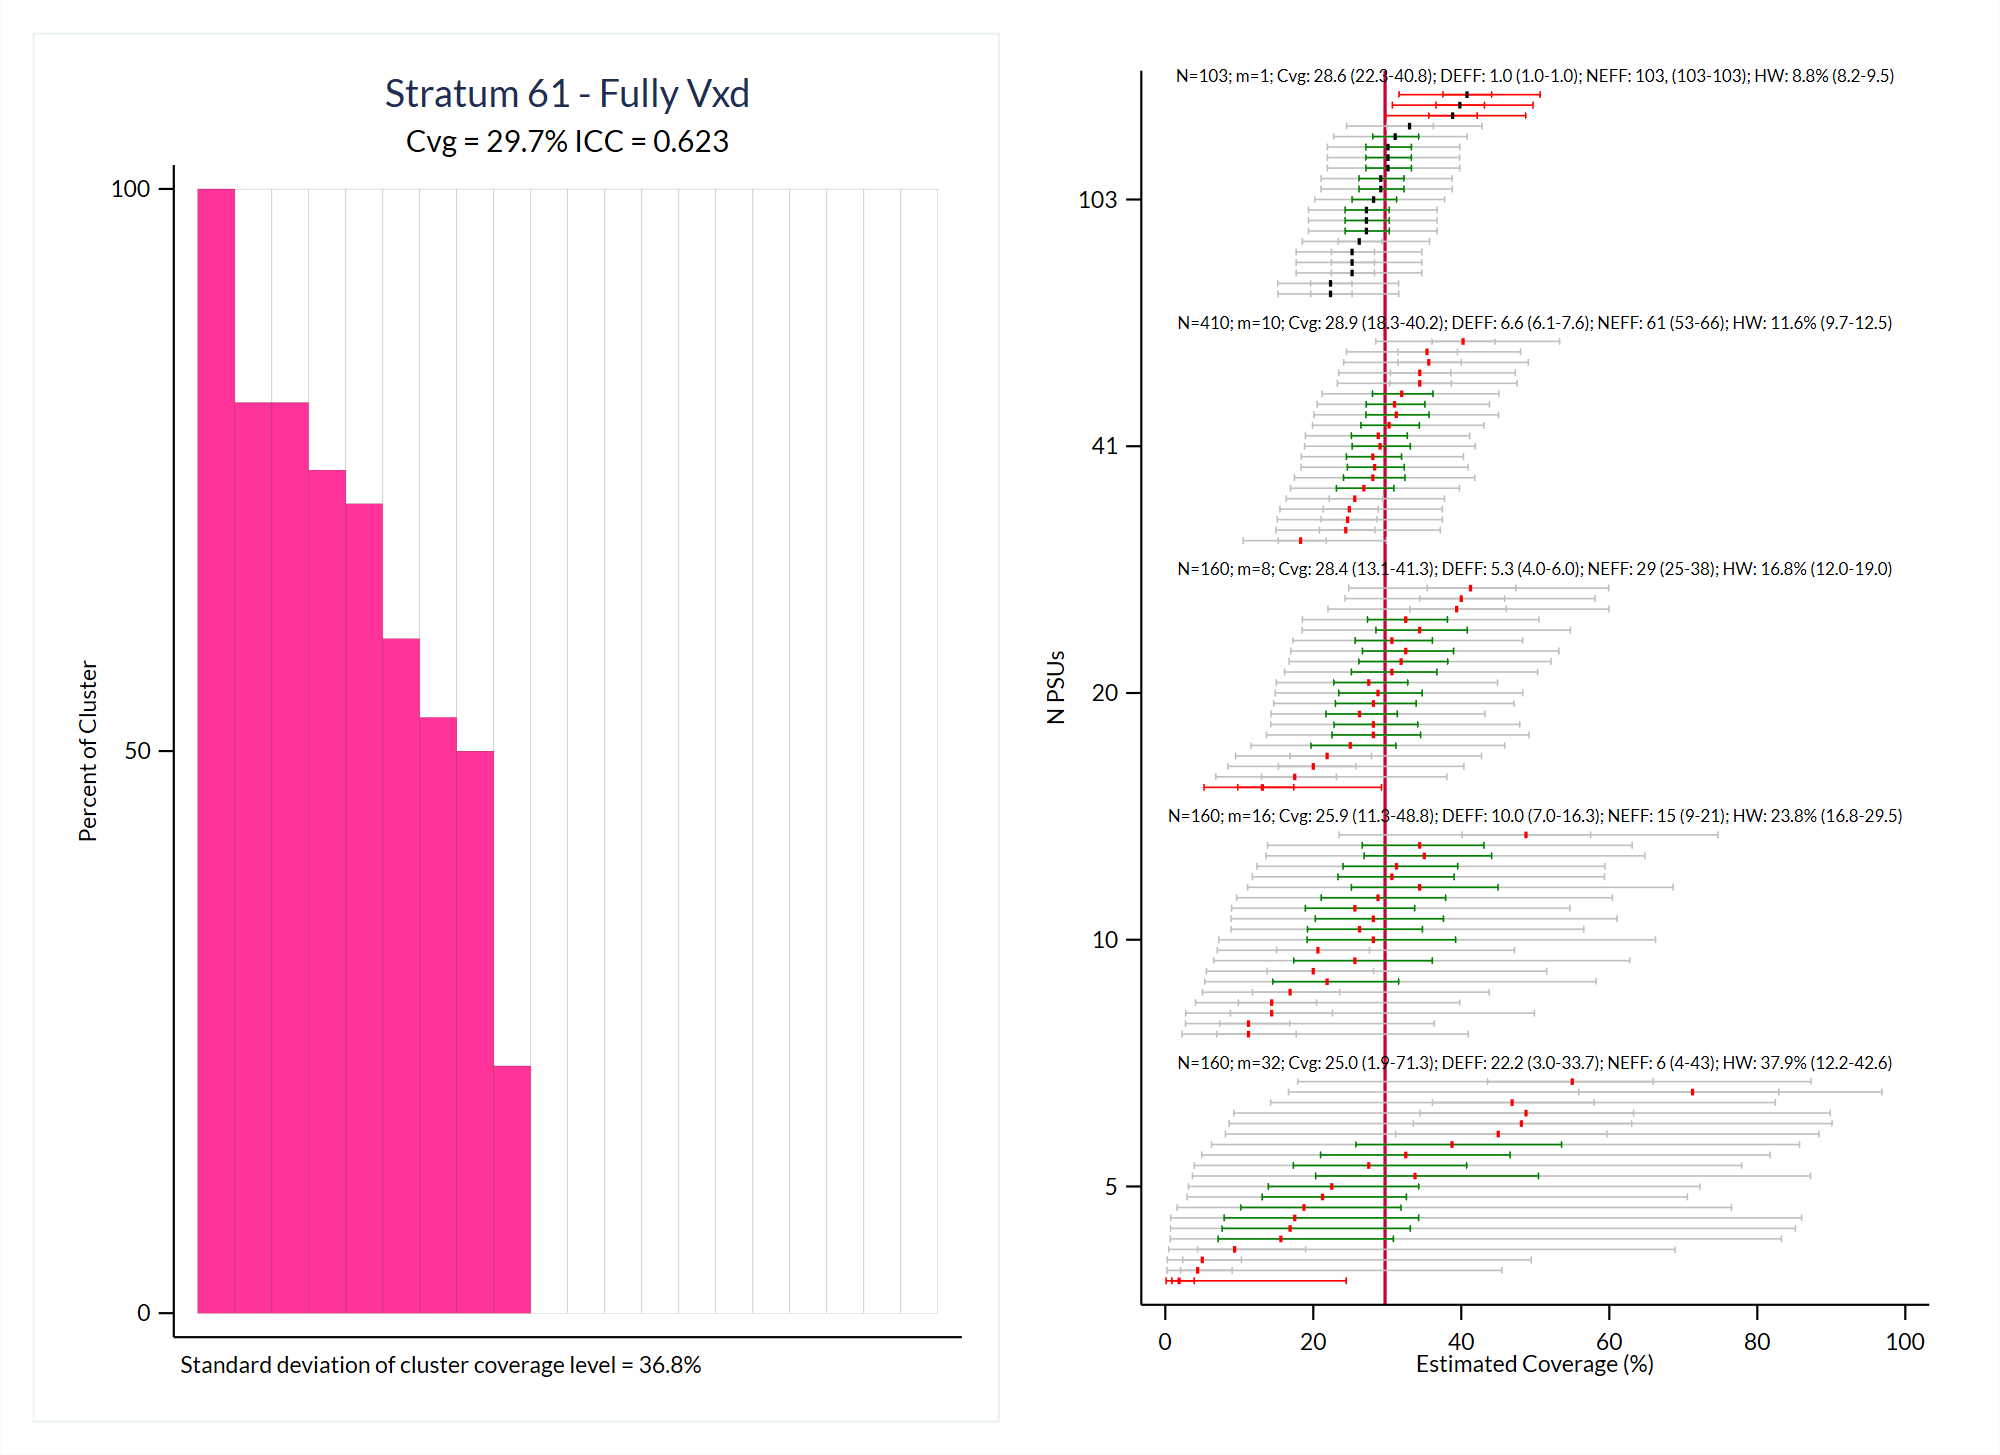 Stratum 61 - Fully Vxd
Cvg = 29.7% ICC = 0.623
100
50
0
Percent of Cluster
Standard deviation of cluster coverage level = 36.8%
N=103; m=1; Cvg: 28.6 (22.3-40.8); DEFF: 1.0 (1.0-1.0); NEFF: 103, (103-103); HW: 8.8% (8.2-9.5)
103
N=410; m=10; Cvg: 28.9 (18.3-40.2); DEFF: 6.6 (6.1-7.6); NEFF: 61 (53-66); HW: 11.6% (9.7-12.5)
41
N=160; m=8; Cvg: 28.4 (13.1-41.3); DEFF: 5.3 (4.0-6.0); NEFF: 29 (25-38); HW: 16.8% (12.0-19.0)
20
N PSUs
N=160; m=16; Cvg: 25.9 (11.3-48.8); DEFF: 10.0 (7.0-16.3); NEFF: 15 (9-21); HW: 23.8% (16.8-29.5)
10
N=160; m=32; Cvg: 25.0 (1.9-71.3); DEFF: 22.2 (3.0-33.7); NEFF: 6 (4-43); HW: 37.9% (12.2-42.6)
5
0 20 40 60 80 100
Estimated Coverage (%)